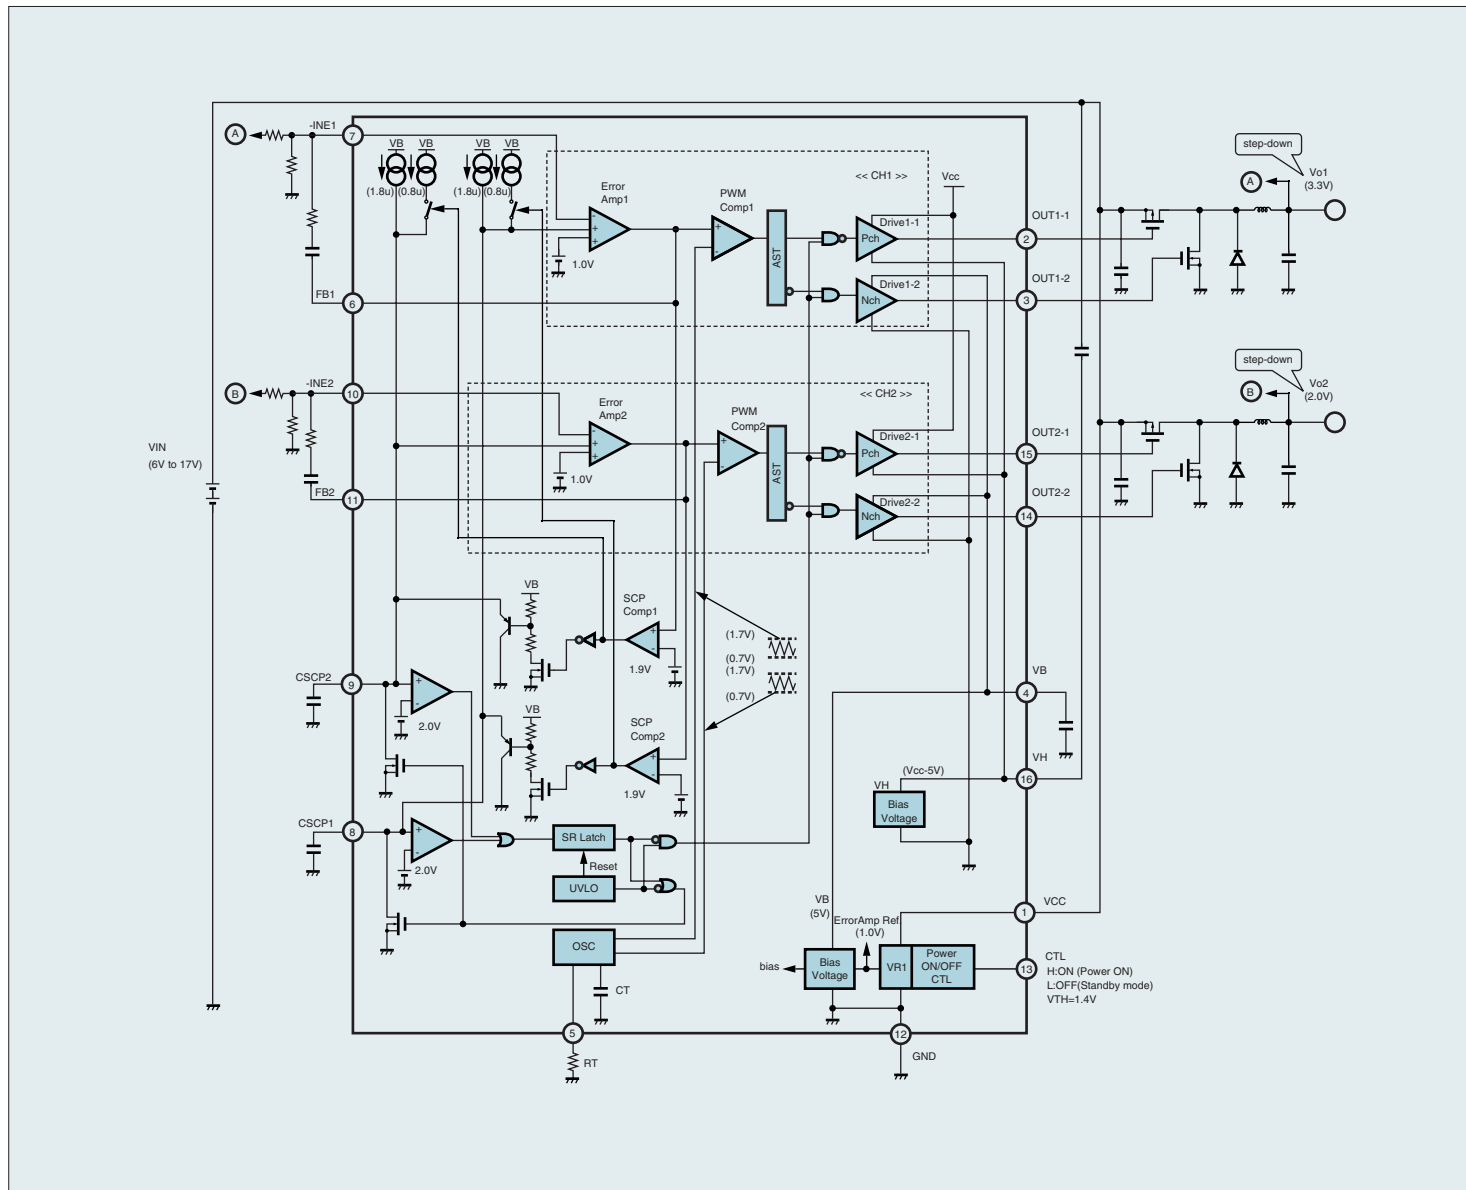 step-down
Vo1
(3.3V)
A
-INE1
7
VB
VB
VB
VB
(1.8u)
(0.8u)
(1.8u)
(0.8u)
<< CH1 >>
Vcc
A
Error
Amp1
PWM
Comp1
AST
Drive1-1
Pch
OUT1-1
2
1.0V
Drive1-2
Nch
OUT1-2
3
FB1
6
step-down
Vo2
(2.0V)
B
-INE2
10
<< CH2 >>
B
Error
Amp2
PWM
Comp2
AST
Drive2-1
Pch
OUT2-1
15
1.0V
VIN
(6V to 17V)
FB2
11
Drive2-2
Nch
OUT2-2
14
VB
SCP
Comp1
1.9V
(1.7V)
(0.7V)
(1.7V)
(0.7V)
CSCP2
9
2.0V
VB
4
VB
SCP
Comp2
1.9V
VH
16
(Vcc-5V)
VH
Bias
Voltage
CSCP1
8
2.0V
SR Latch
Reset
UVLO
VB
(5V)
ErrorAmp Ref.
(1.0V)
VCC
1
OSC
bias
Bias
Voltage
VR1
Power
ON/OFF
CTL
13
CTL
H:ON (Power ON)
L:OFF(Standby mode)
VTH=1.4V
CT
5
RT
12
GND